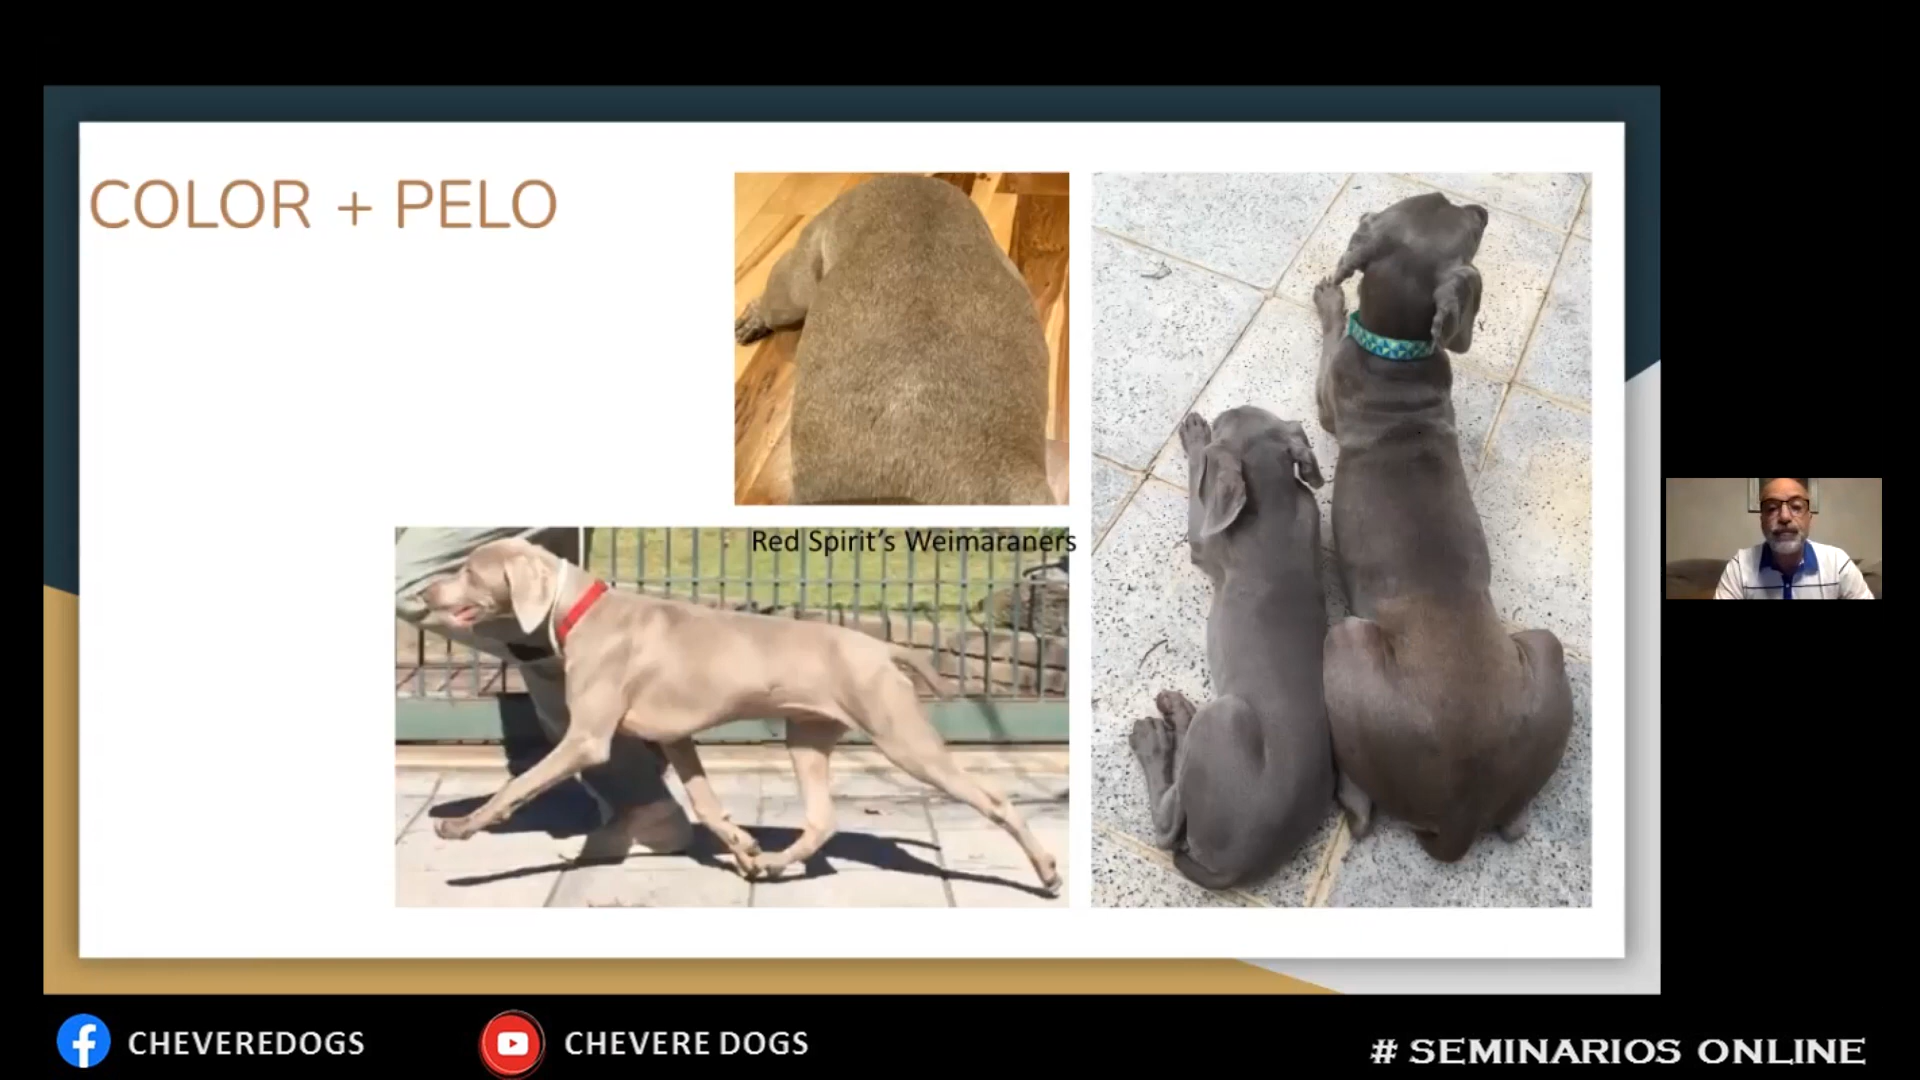 COLOR + PELO
Red Spirit's Weimaraners
CHEVEREDOGS
CHEVERE DOGS
# SEMINARIOS ONLINE